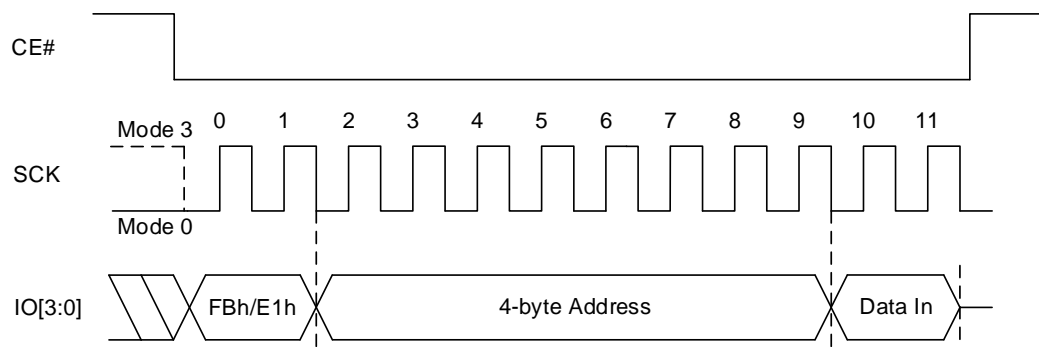 CE#
Mode 3
0 1 2 3 4 5 6 7 8 9 10 11
SCK
Mode 0
IO[3:0]
FBh/E1h
4-byte Address
Data In